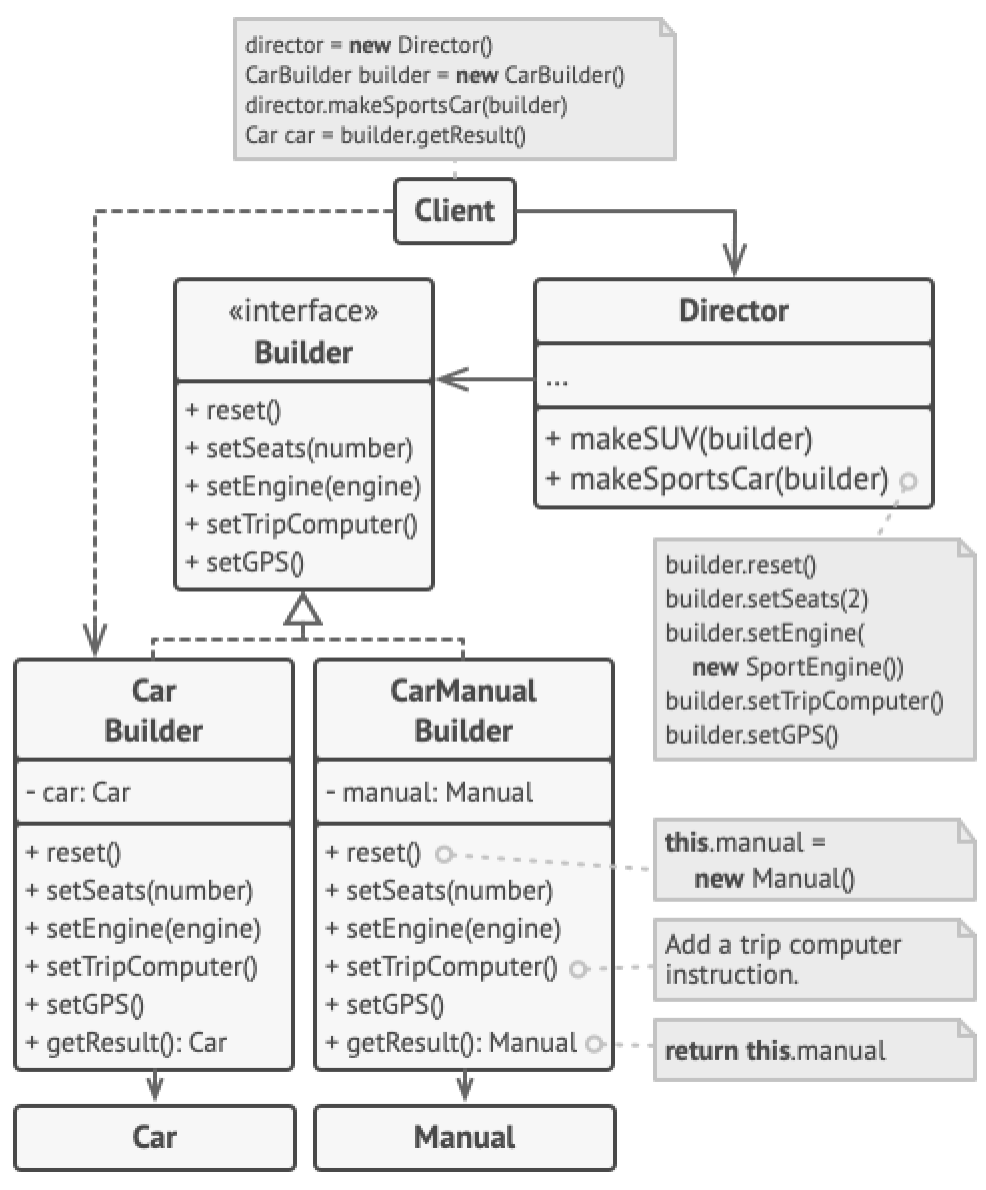 director = new Director()
CarBuilder builder = new CarBuilder()
director.makeSportsCar(builder)
Car car = builder.getResult()
Client
«interface»
Builder
+ reset()
+ setSeats(number)
+ setEngine(engine)
+ setTripComputer()
+ setGPS()
Director
...
+ makeSUV(builder)
+ makeSportsCar(builder)
builder.reset()
builder.setSeats(2)
builder.setEngine(
new SportEngine())
builder.setTripComputer()
builder.setGPS()
Car
Builder
- car: Car
+ reset()
+ setSeats(number)
+ setEngine(engine)
+ setTripComputer()
+ setGPS()
+ getResult(): Car
CarManual
Builder
- manual: Manual
+ reset()
+ setSeats(number)
+ setEngine(engine)
+ setTripComputer()
+ setGPS()
+ getResult(): Manual
this.manual =
new Manual()
Add a trip computer
instruction.
return this.manual
Car
Manual